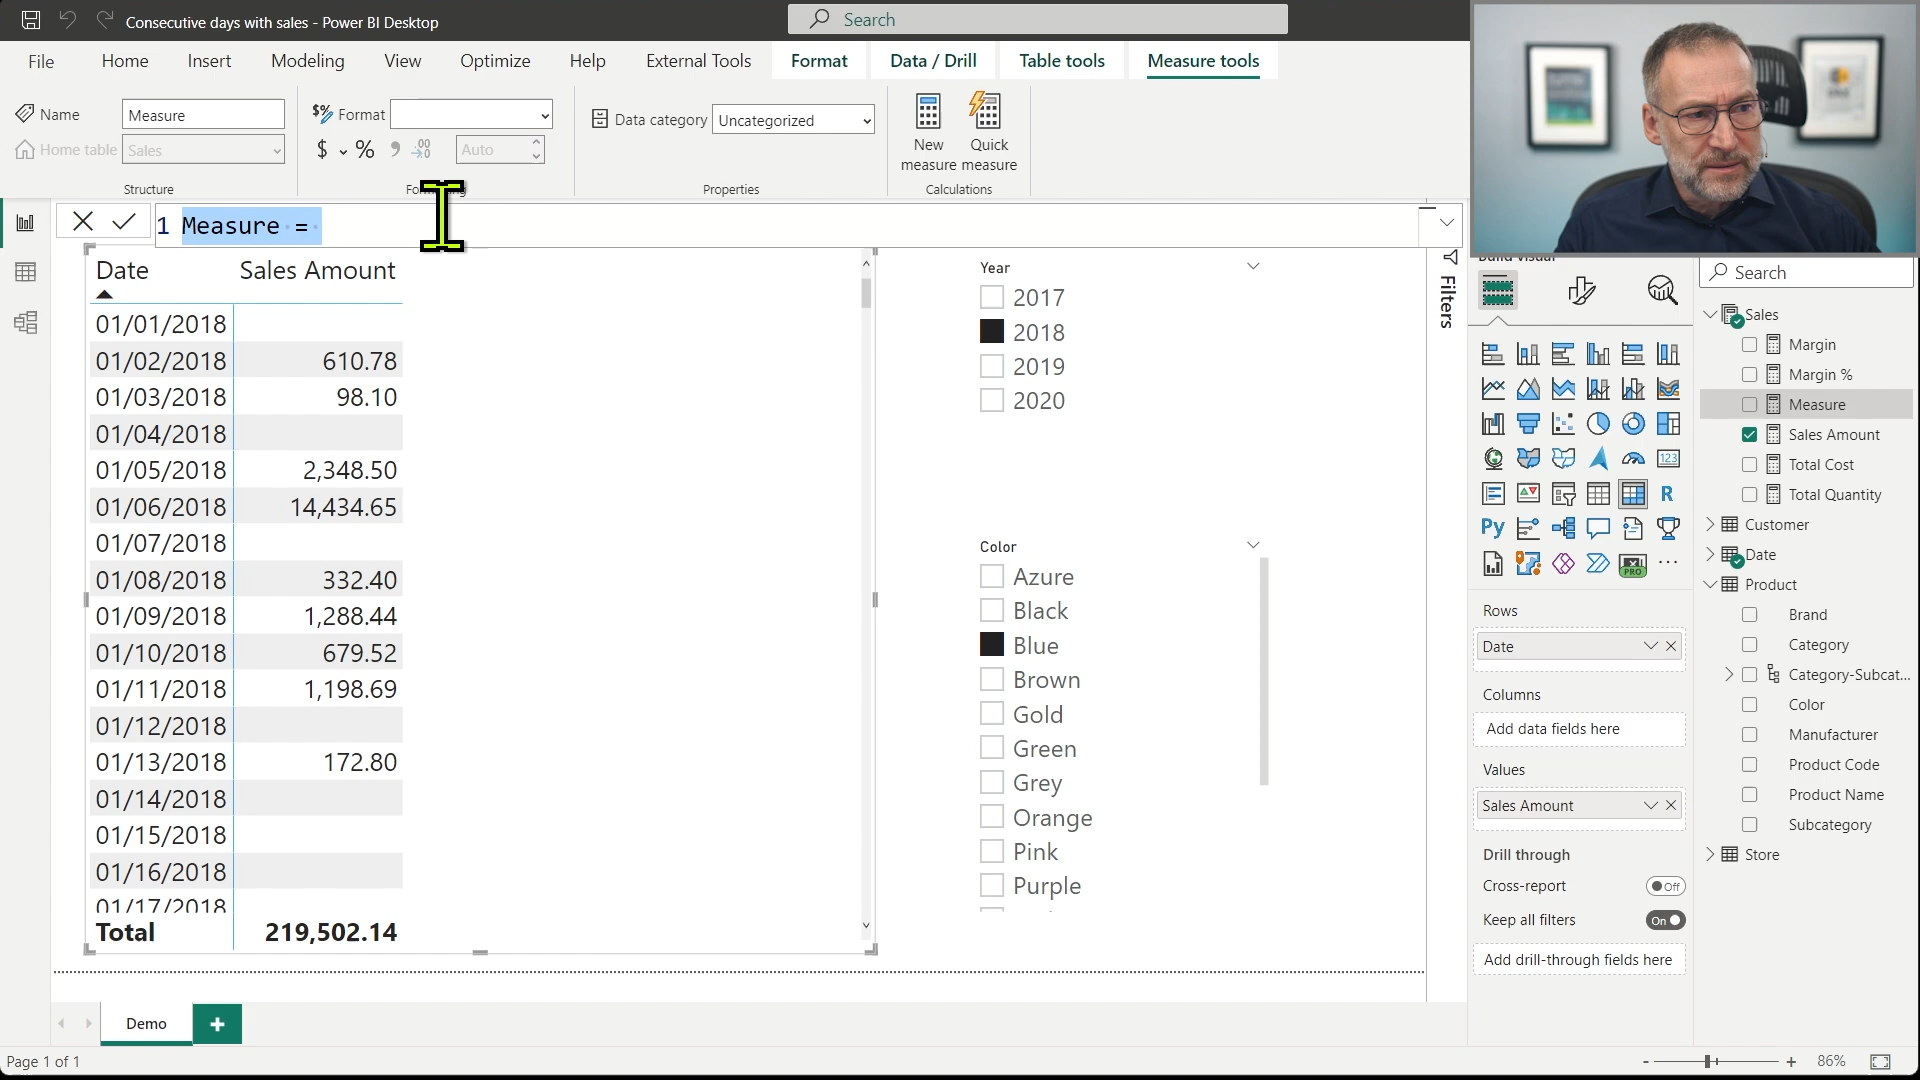 Consecutive days with sales - Power BI Desktop
Search
File
Home
Insert
Modeling
View
Optimize
Help
External Tools
Format
Data / Drill
Table tools
Measure tools
Name
Measure
Home table
Sales
Structure
Format
$ % 9 .00
Auto
Data category
Uncategorized
Properties
New measure
Quick measure
Calculations
1 Measure =
Date
Sales Amount
01/01/2018
01/02/2018 610.78
01/03/2018 98.10
01/04/2018
01/05/2018 2,348.50
01/06/2018 14,434.65
01/07/2018
01/08/2018 332.40
01/09/2018 1,288.44
01/10/2018 679.52
01/11/2018 1,198.69
01/12/2018
01/13/2018 172.80
01/14/2018
01/15/2018
01/16/2018
01/17/2018
Total 219,502.14
Year
2017
2018
2019
2020
Color
Azure
Black
Blue
Brown
Gold
Green
Grey
Orange
Pink
Purple
Filters
123
R
Py
PRO
Rows
Date
Columns
Add data fields here
Values
Sales Amount
Drill through
Cross-report
Off
Keep all filters
On
Add drill-through fields here
Search
Sales
Margin
Margin %
Measure
Sales Amount
Total Cost
Total Quantity
Customer
Date
Product
Brand
Category
Category-Subcat...
Color
Manufacturer
Product Code
Product Name
Subcategory
Store
Demo
Page 1 of 1
- + 86%